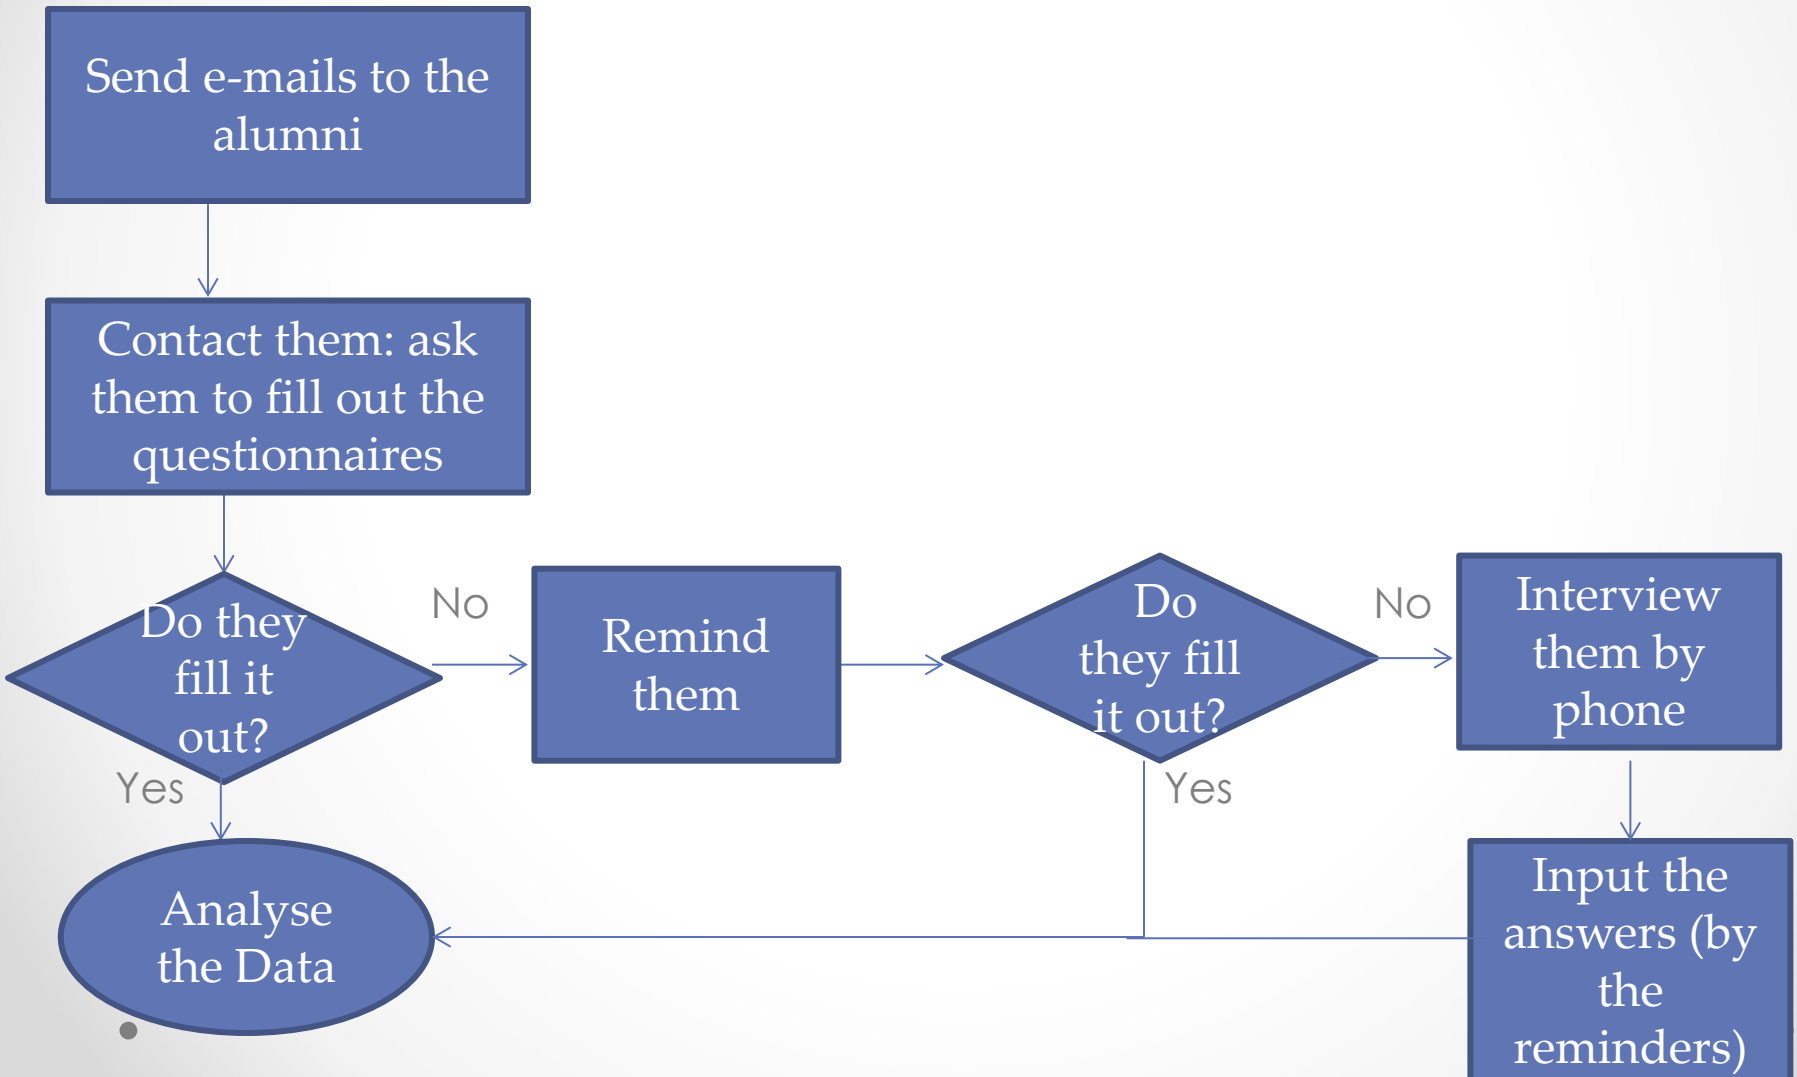 Send e-mails to the
alumni
Contact them: ask
them to fill out the
questionnaires
Do they
fill it
out?
No
Remind
them
Do
they fill
it out?
No
Interview
them by
phone
Yes
Yes
Analyse
the Data
Input the
answers (by
the
reminders)